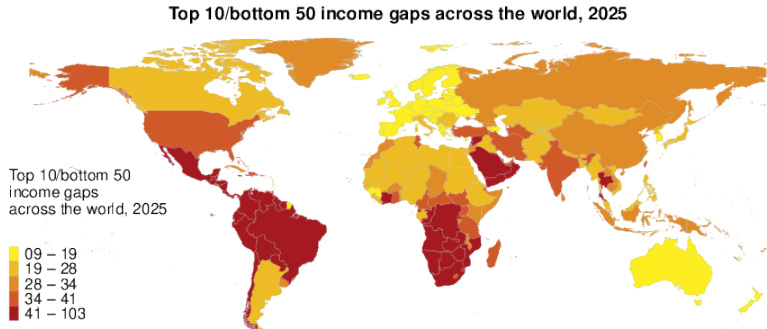 Top 10/bottom 50 income gaps across the world, 2025
Top 10/bottom 50
income gaps
across the world, 2025
09 – 19
19 – 28
28 – 34
34 – 41
41 – 103